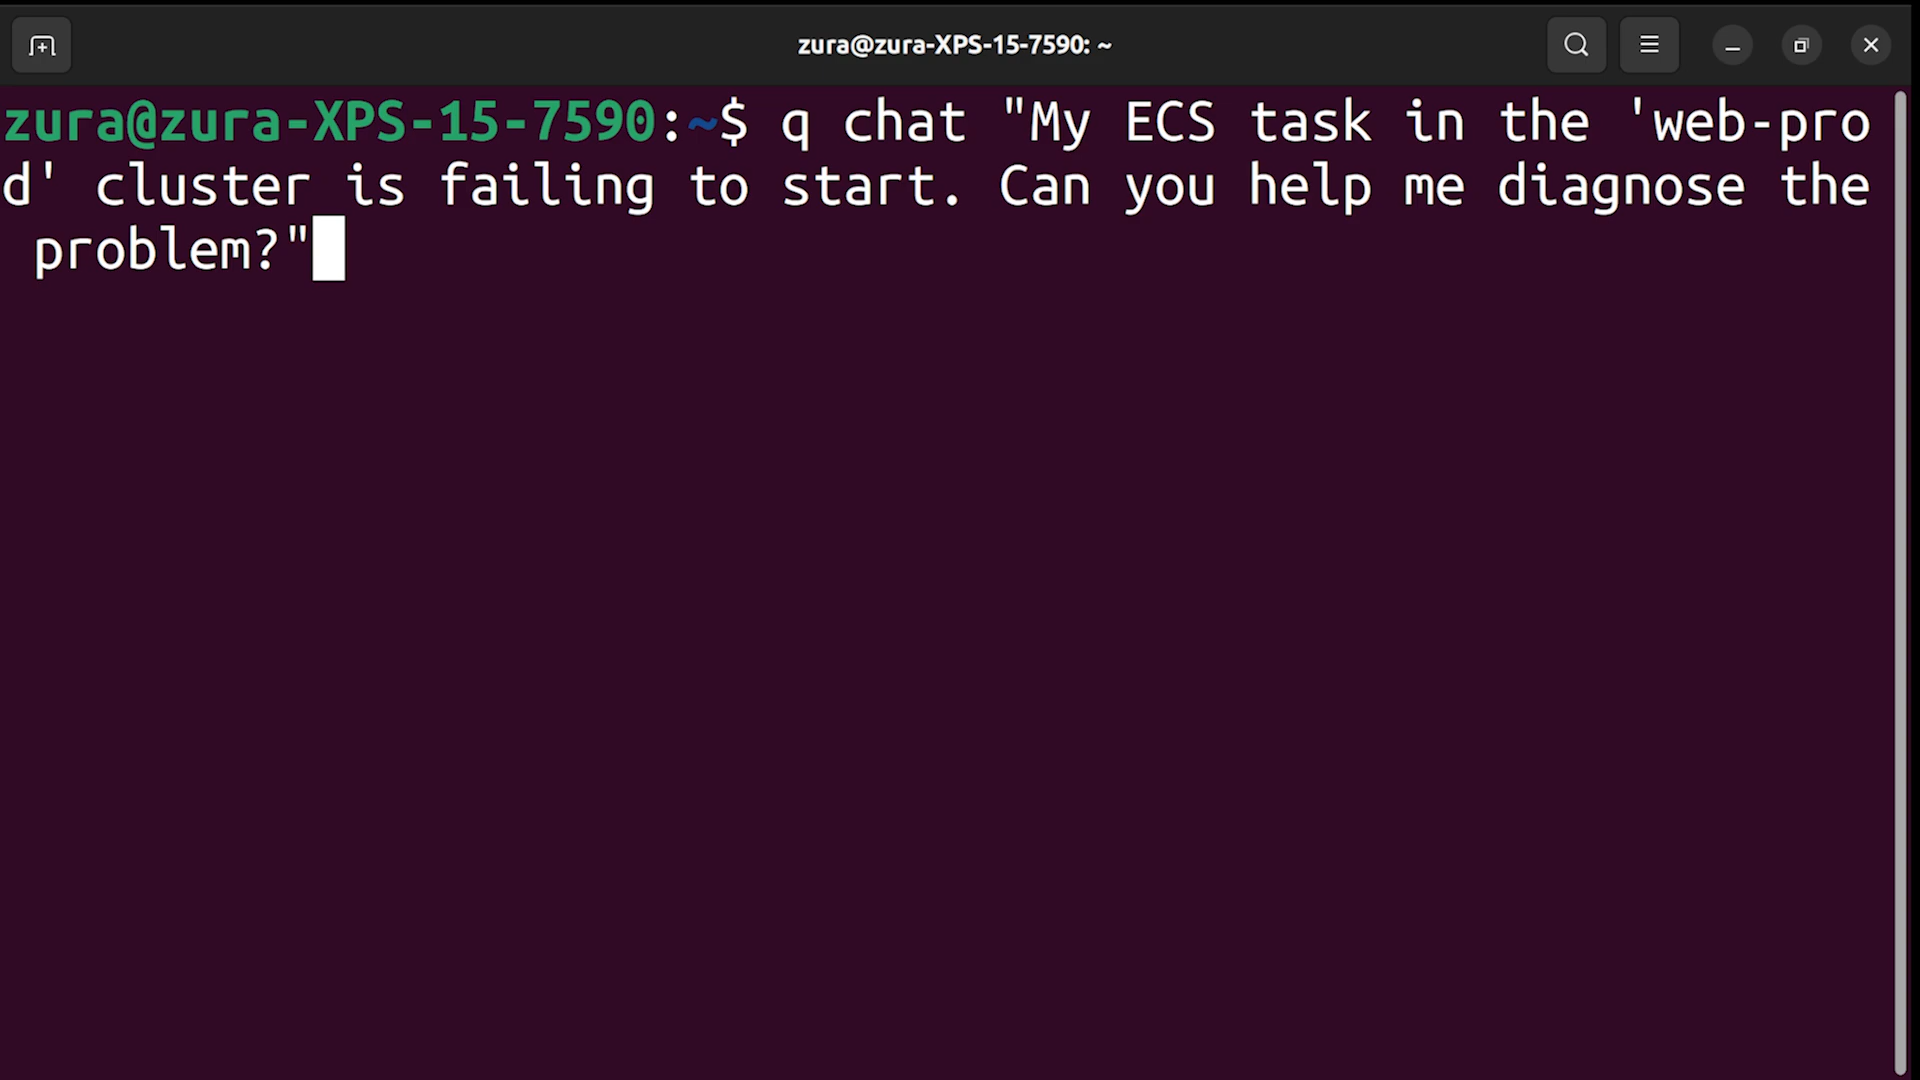 zura@zura-XPS-15-7590: ~
zura@zura-XPS-15-7590:~$ q chat "My ECS task in the 'web-pro
d' cluster is failing to start. Can you help me diagnose the
 problem?"